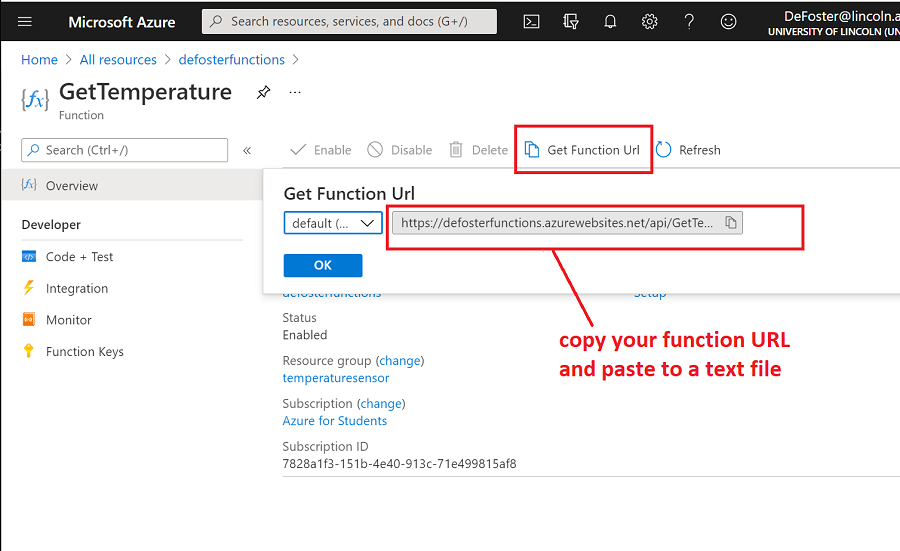 Microsoft Azure
Search resources, services, and docs (G+/)
DeFoster@lincoln.a
UNIVERSITY OF LINCOLN (UN
Home > All resources > defosterfunctions >
{fx} GetTemperature ...
Function
Search (Ctrl+/)
«
Enable
Disable
Delete
Get Function Url
Refresh
{fx} Overview
Developer
Code + Test
Integration
Monitor
Function Keys
Get Function Url
default (...
https://defosterfunctions.azurewebsites.net/api/GetTe...
OK
defosterfunctions
Setup
Status
Enabled
Resource group (change)
temperaturesensor
Subscription (change)
Azure for Students
Subscription ID
7828a1f3-151b-4e40-913c-71e499815af8
copy your function URL
and paste to a text file